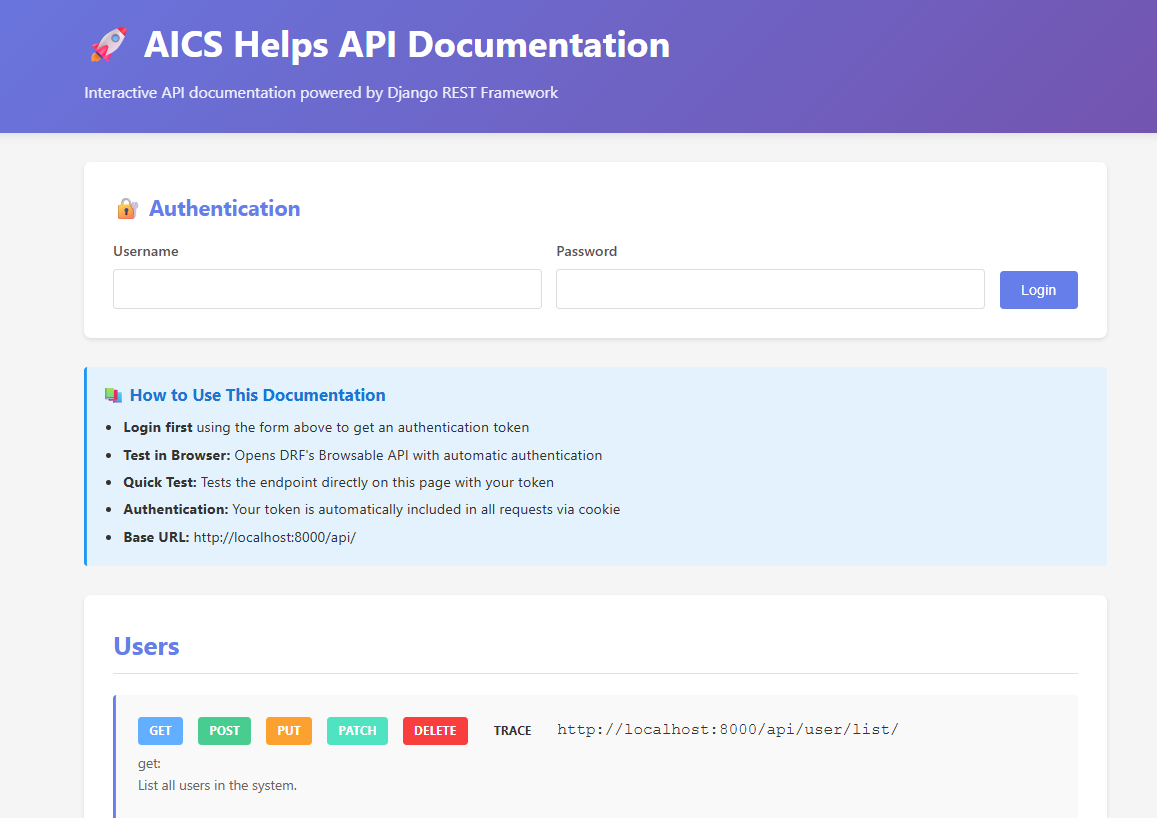 AICS Helps API Documentation
Interactive API documentation powered by Django REST Framework
Authentication
Username
Password
Login
How to Use This Documentation
Login first using the form above to get an authentication token
Test in Browser: Opens DRF's Browsable API with automatic authentication
Quick Test: Tests the endpoint directly on this page with your token
Authentication: Your token is automatically included in all requests via cookie
Base URL: http://localhost:8000/api/
Users
GET POST PUT PATCH DELETE TRACE http://localhost:8000/api/user/list/
get:
List all users in the system.